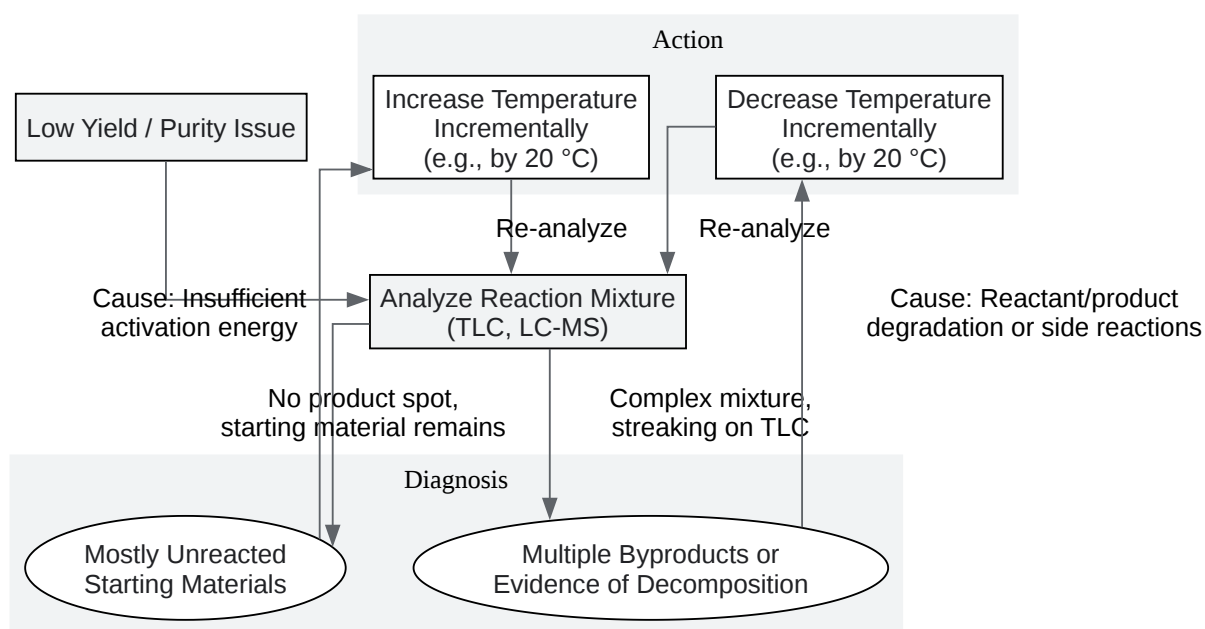 Action
Increase Temperature
Incrementally
(e.g., by 20 °C)
Decrease Temperature
Incrementally
(e.g., by 20 °C)
Low Yield / Purity Issue
Re-analyze
Re-analyze
Cause: Insufficient
activation energy
Analyze Reaction Mixture
(TLC, LC-MS)
Cause: Reactant/product
degradation or side reactions
No product spot,
starting material remains
Complex mixture,
streaking on TLC
Diagnosis
Mostly Unreacted
Starting Materials
Multiple Byproducts or
Evidence of Decomposition